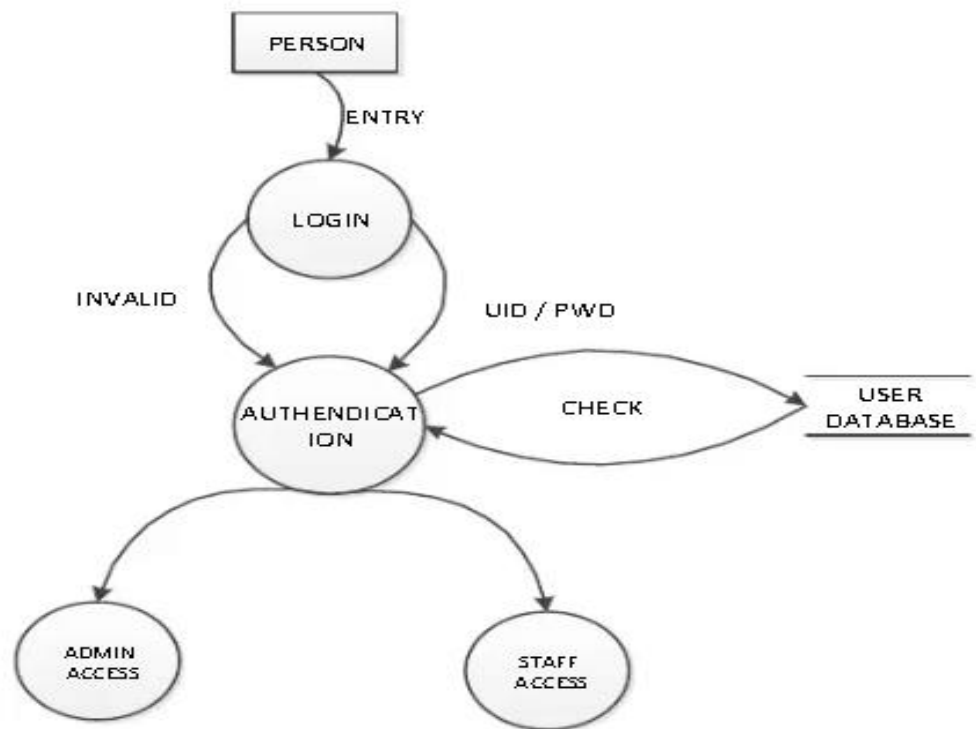 PERSON
ENTRY
LOGIN
INVALID
UID / PWD
AUTHENDICAT
ION
CHECK
USER
DATABASE
ADMIN
ACCESS
STAFF
ACCESS